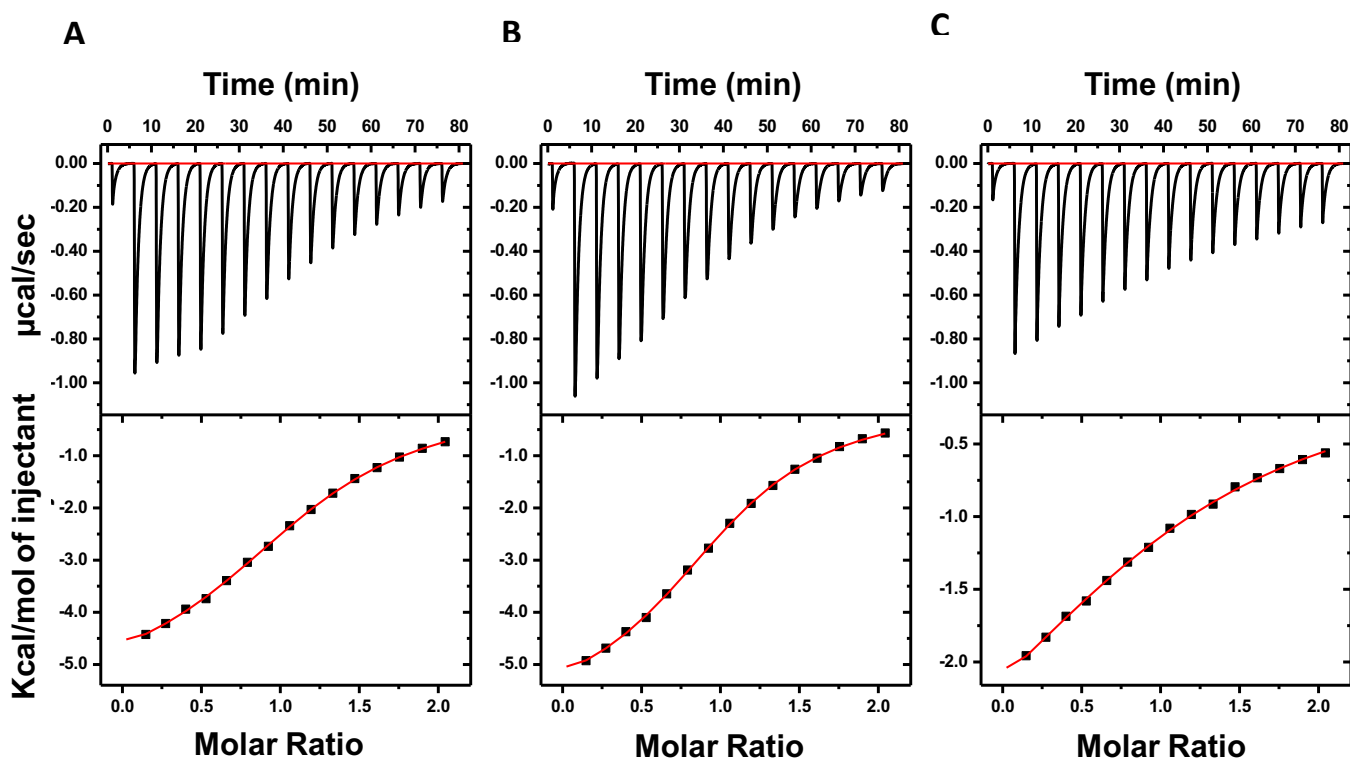 A
B
C
Time (min)
Time (min)
Time (min)
0 10 20 30 40 50 60 70 80
0 10 20 30 40 50 60 70 80
0 10 20 30 40 50 60 70 80
µcal/sec
0.00
-0.20
-0.40
-0.60
-0.80
-1.00
0.00
-0.20
-0.40
-0.60
-0.80
-1.00
0.00
-0.20
-0.40
-0.60
-0.80
-1.00
Kcal/mol of injectant
-1.0
-2.0
-3.0
-4.0
-5.0
-1.0
-2.0
-3.0
-4.0
-5.0
-0.5
-1.0
-1.5
-2.0
0.0 0.5 1.0 1.5 2.0
0.0 0.5 1.0 1.5 2.0
0.0 0.5 1.0 1.5 2.0
Molar Ratio
Molar Ratio
Molar Ratio